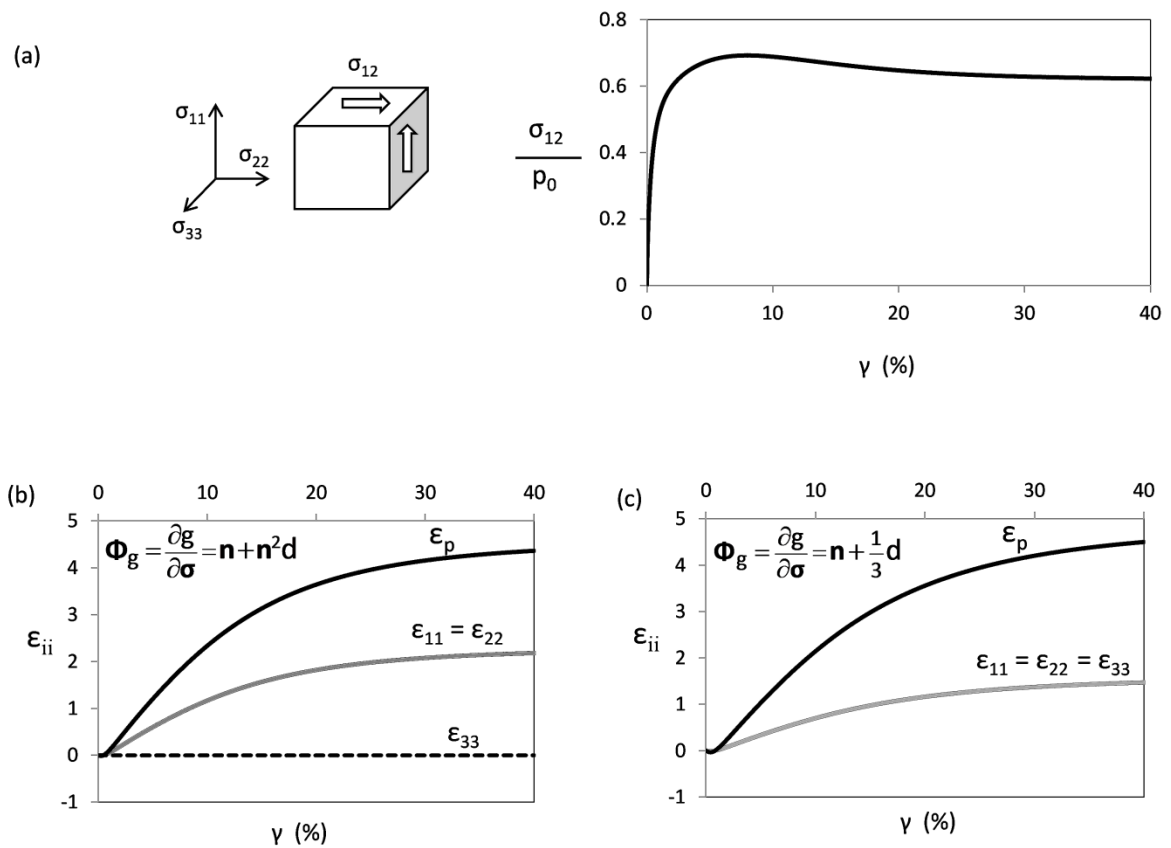 (a)
σ12
σ11
σ22
σ33
σ12
p0
0.8
0.6
0.4
0.2
0
0 10 20 30 40
γ (%)
(b)
0 10 20 30 40
5
4
3
2
1
0
-1
Φg = ∂g/∂σ = n + n²d
εp
εii
ε11 = ε22
ε33
γ (%)
(c)
0 10 20 30 40
5
4
3
2
1
0
-1
Φg = ∂g/∂σ = n + 1/3 d
εp
εii
ε11 = ε22 = ε33
γ (%)